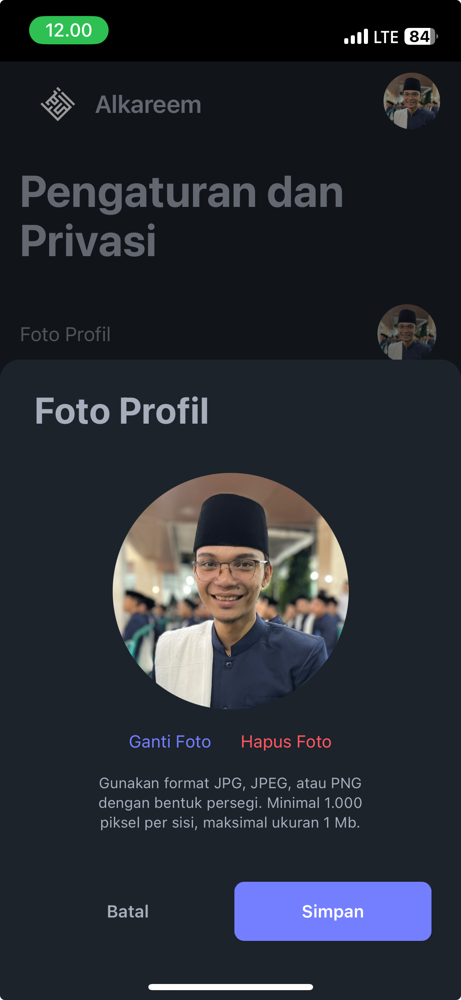 12.00
LTE 84
Alkareem
Pengaturan dan
Privasi
Foto Profil
Foto Profil
Ganti Foto
Hapus Foto
Gunakan format JPG, JPEG, atau PNG
dengan bentuk persegi. Minimal 1.000
piksel per sisi, maksimal ukuran 1 Mb.
Batal
Simpan